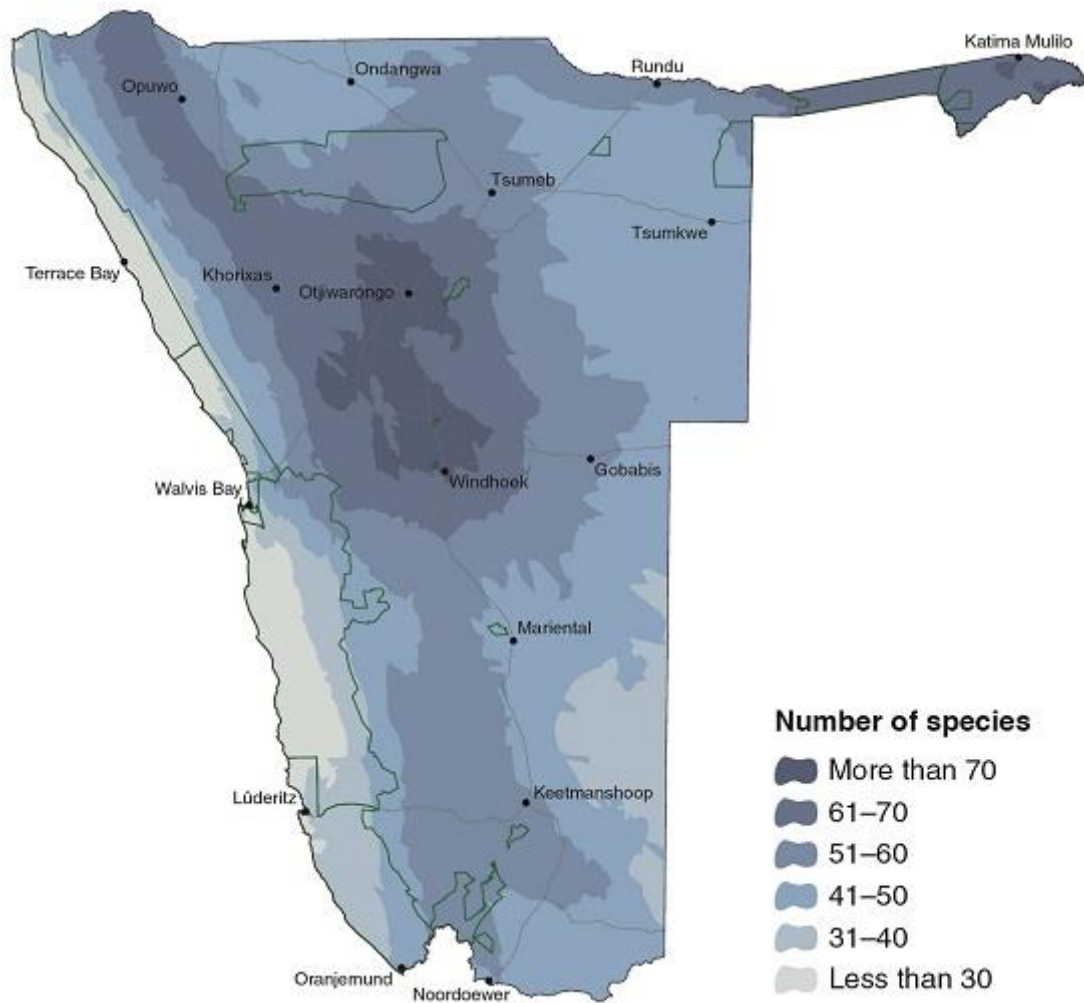 Katima Mulilo
Ondangwa
Rundu
Opuwo
Tsumeb
Tsumkwe
Terrace Bay
Khorixas
Otjiwarongo
Walvis Bay
Windhoek
Gobabis
Mariental
Number of species
More than 70
61–70
51–60
41–50
31–40
Less than 30
Lüderitz
Keetmanshoop
Oranjemund
Noordoewer